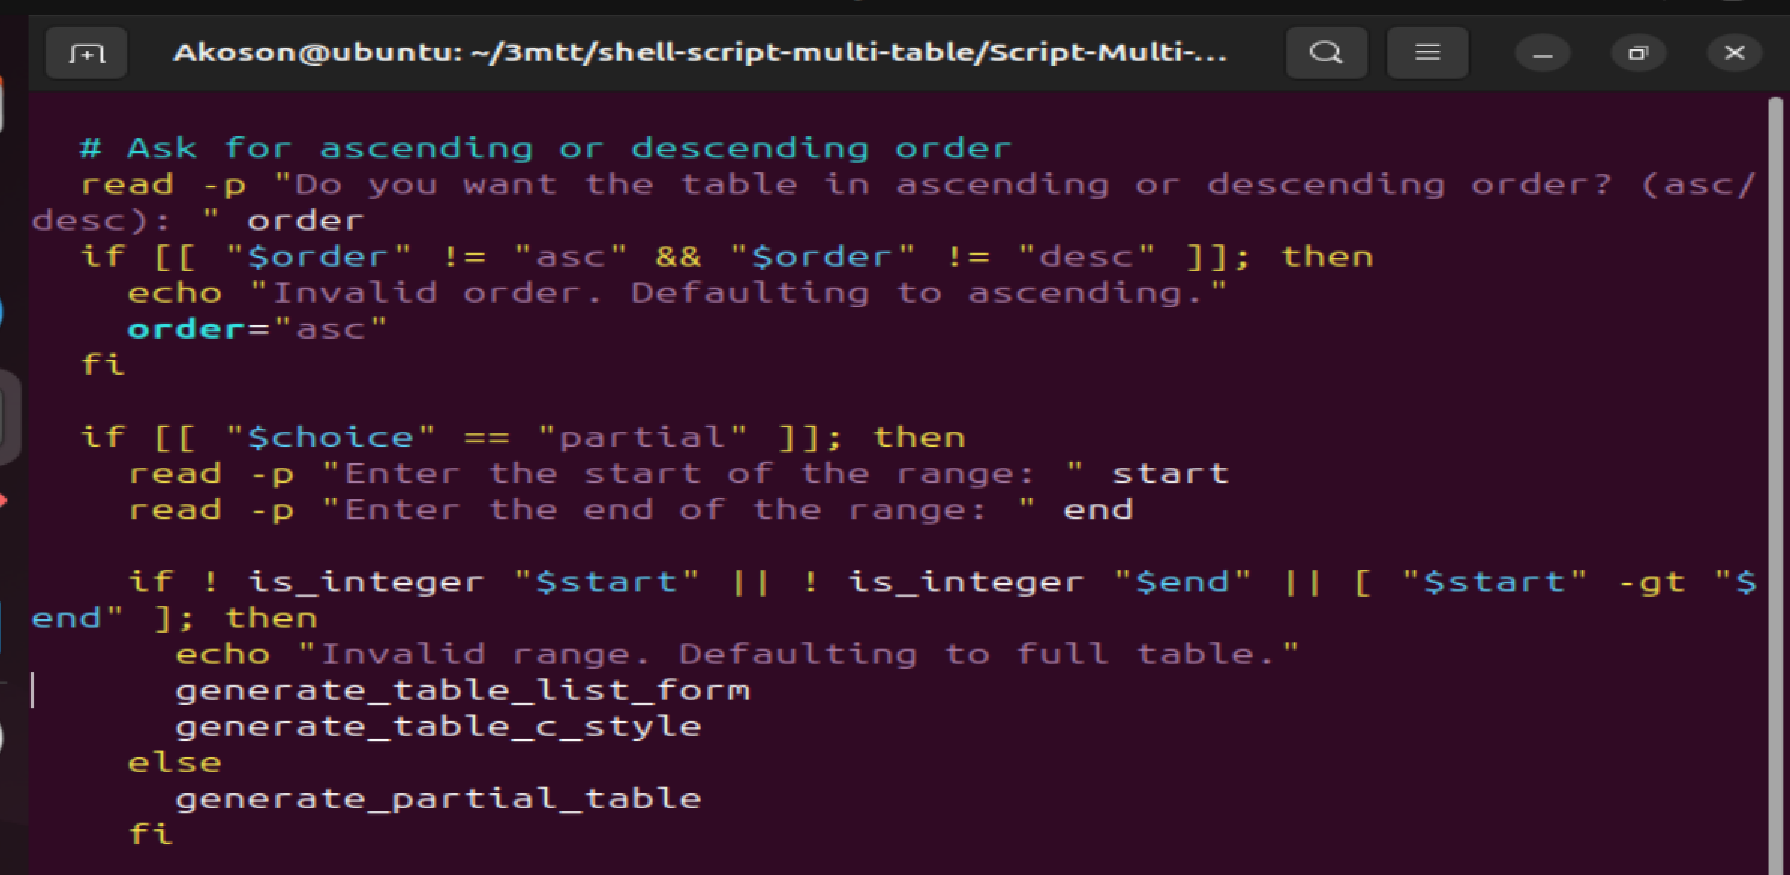 Akoson@ubuntu: ~/3mtt/shell-script-multi-table/Script-Multi-...
# Ask for ascending or descending order
read -p "Do you want the table in ascending or descending order? (asc/
desc): " order
if [[ "$order" != "asc" && "$order" != "desc" ]]; then
echo "Invalid order. Defaulting to ascending."
order="asc"
fi
if [[ "$choice" == "partial" ]]; then
read -p "Enter the start of the range: " start
read -p "Enter the end of the range: " end
if ! is_integer "$start" || ! is_integer "$end" || [ "$start" -gt "$
end" ]; then
echo "Invalid range. Defaulting to full table."
generate_table_list_form
generate_table_c_style
else
generate_partial_table
fi